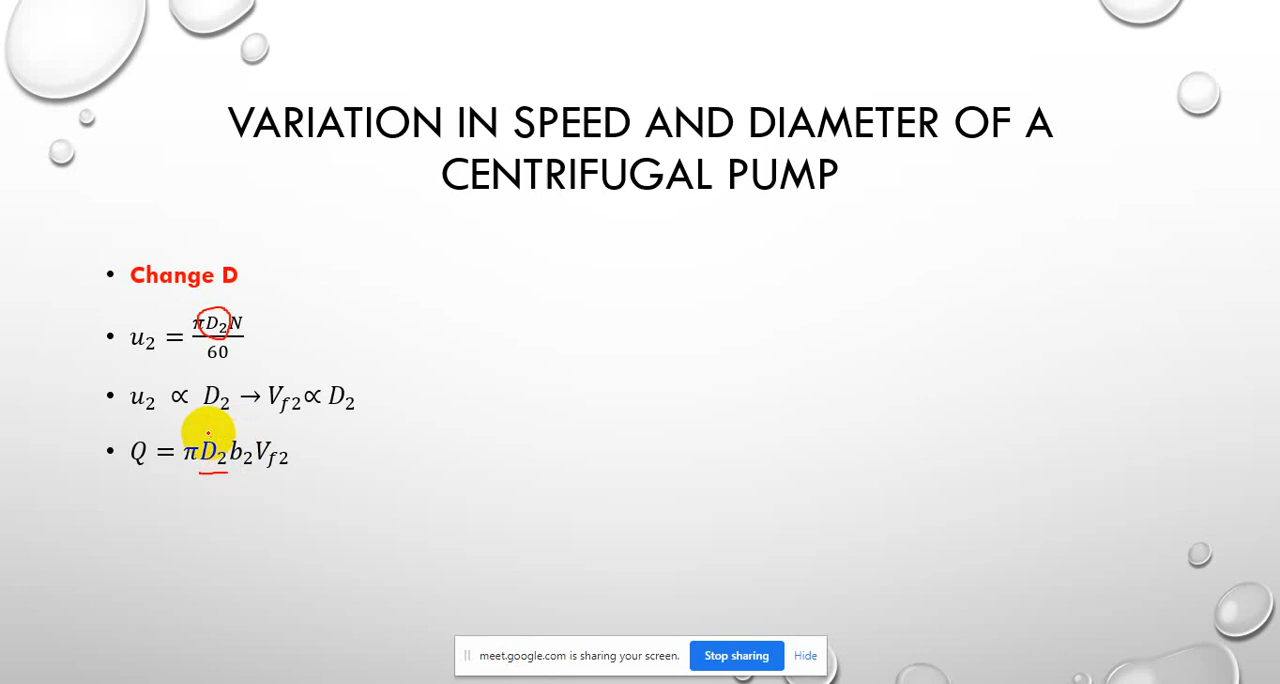 VARIATION IN SPEED AND DIAMETER OF A
CENTRIFUGAL PUMP
• Change D
• u₂ = πD₂N/60
• u₂ ∝ D₂ → V_f2 ∝ D₂
• Q = πD₂b₂V_f2
meet.google.com is sharing your screen. Stop sharing Hide